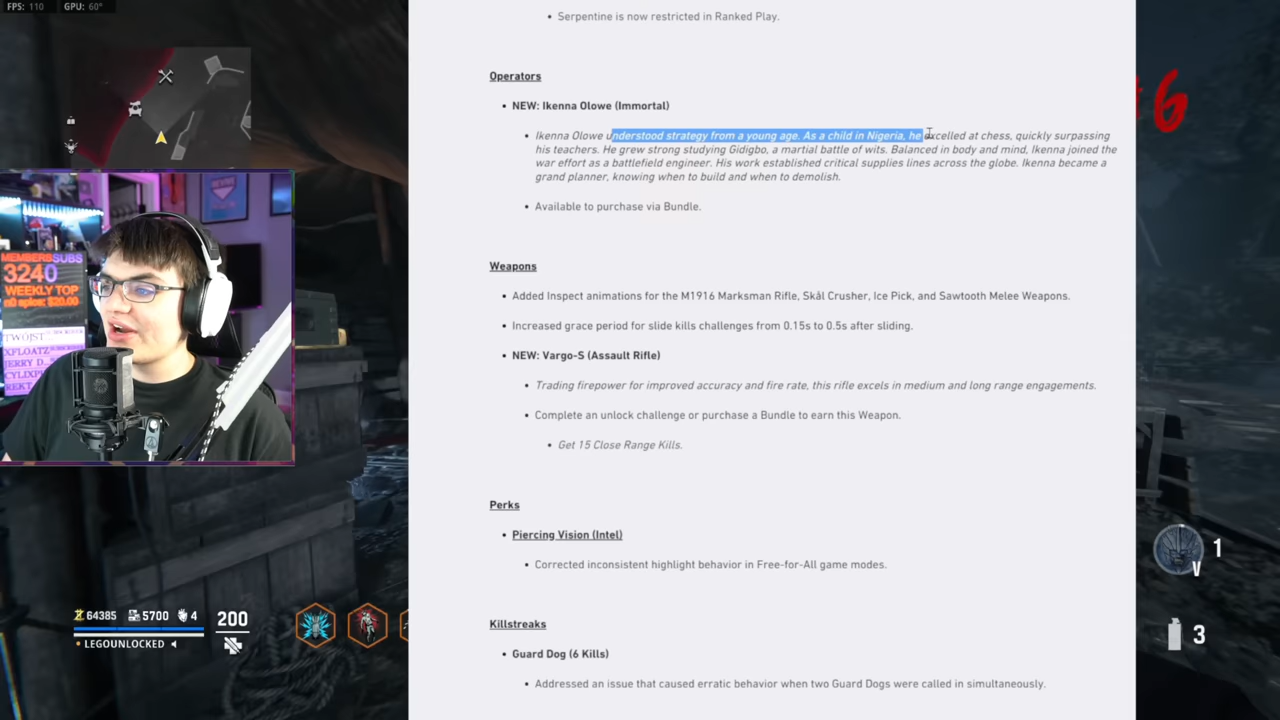 FPS: 110 GPU: 60°
• Serpentine is now restricted in Ranked Play.
Operators
• NEW: Ikenna Olowe (Immortal)
• Ikenna Olowe understood strategy from a young age. As a child in Nigeria, he excelled at chess, quickly surpassing
his teachers. He grew strong studying Gidigbo, a martial battle of wits. Balanced in body and mind, Ikenna joined the
war effort as a battlefield engineer. His work established critical supplies lines across the globe. Ikenna became a
grand planner, knowing when to build and when to demolish.
• Available to purchase via Bundle.
Weapons
• Added Inspect animations for the M1916 Marksman Rifle, Skål Crusher, Ice Pick, and Sawtooth Melee Weapons.
• Increased grace period for slide kills challenges from 0.15s to 0.5s after sliding.
• NEW: Vargo-S (Assault Rifle)
• Trading firepower for improved accuracy and fire rate, this rifle excels in medium and long range engagements.
• Complete an unlock challenge or purchase a Bundle to earn this Weapon.
• Get 15 Close Range Kills.
Perks
• Piercing Vision (Intel)
• Corrected inconsistent highlight behavior in Free-for-All game modes.
Killstreaks
• Guard Dog (6 Kills)
• Addressed an issue that caused erratic behavior when two Guard Dogs were called in simultaneously.
6
MEMBERS SUBS
3240
WEEKLY TOP
n0 spice: $20.00
TWÓJST
XFLOATZ
JERRY D...
CYLIXP
REKT
64385 5700 4
200
LEGOUNLOCKED
1
V
3